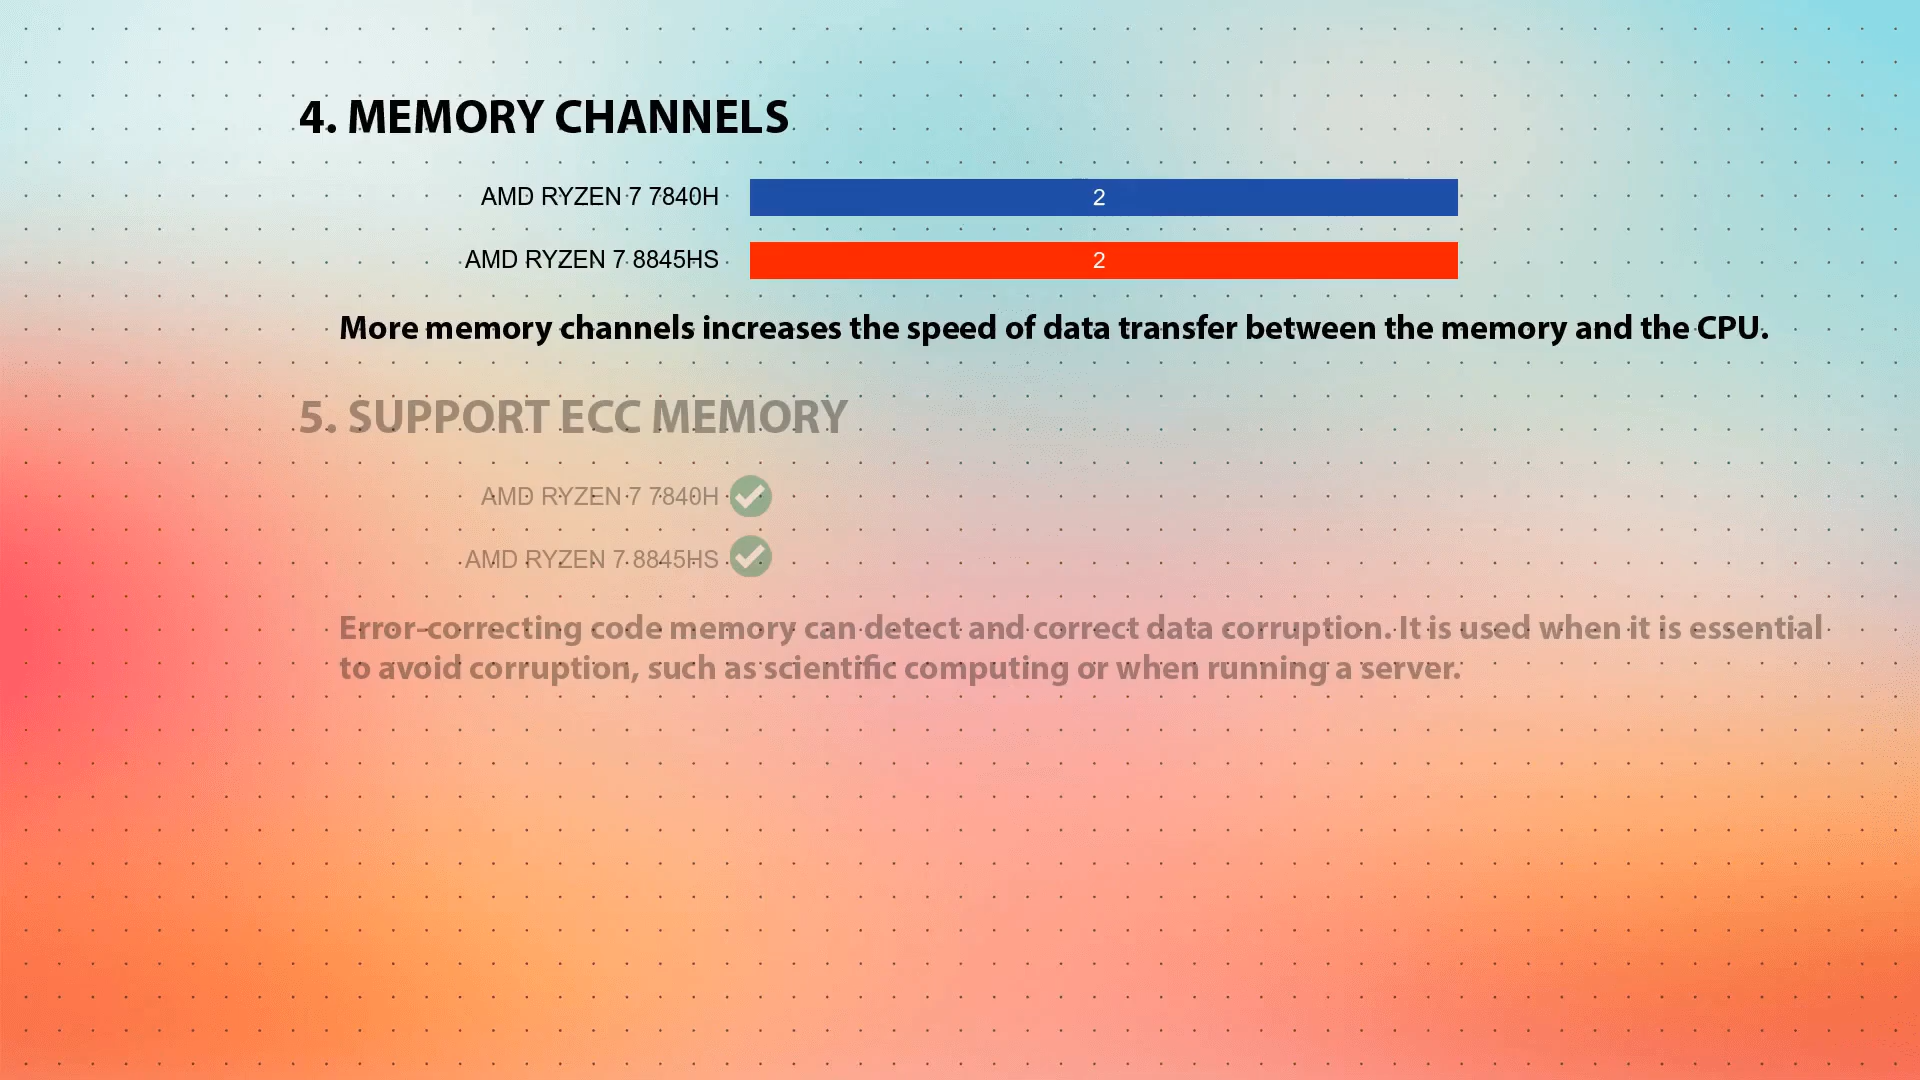 4. MEMORY CHANNELS
AMD RYZEN 7 7840H
2
AMD RYZEN 7 8845HS
2
More memory channels increases the speed of data transfer between the memory and the CPU.
5. SUPPORT ECC MEMORY
AMD RYZEN 7 7840H
AMD RYZEN 7 8845HS
Error-correcting code memory can detect and correct data corruption. It is used when it is essential
to avoid corruption, such as scientific computing or when running a server.